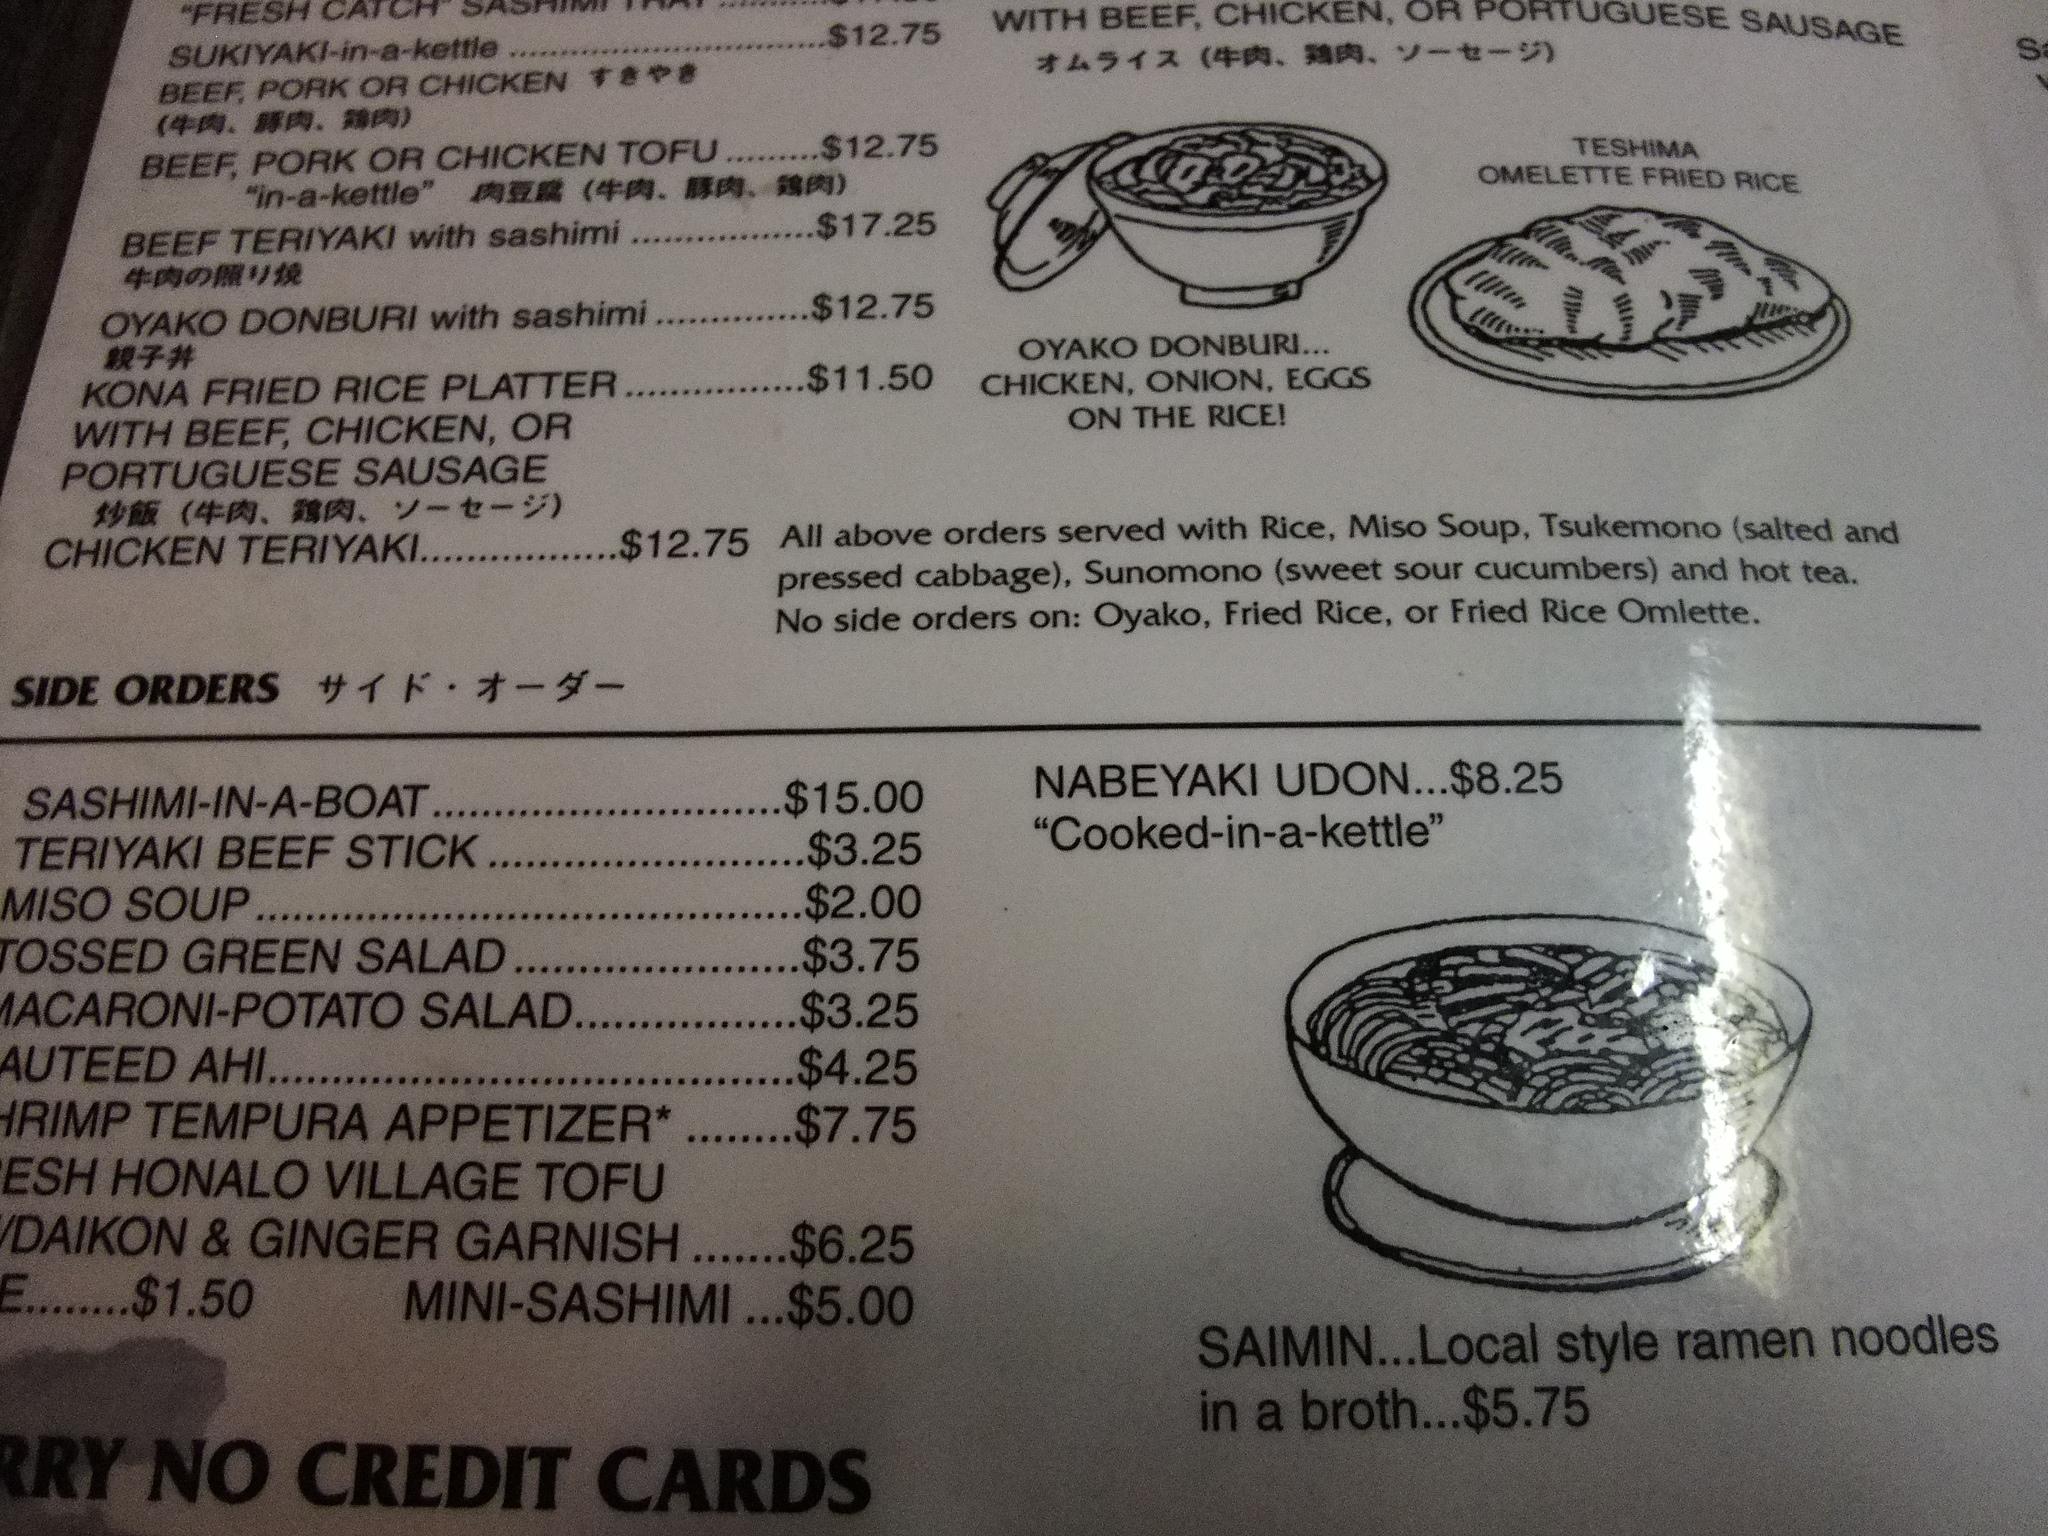 "FRESH CATCH" SASHIMI TRAY
SUKIYAKI-in-a-kettle ................................$12.75
BEEF, PORK OR CHICKEN すきやき
(牛肉、豚肉、鶏肉)
BEEF, PORK OR CHICKEN TOFU .........$12.75
"in-a-kettle" 肉豆腐 (牛肉、豚肉、鶏肉)
BEEF TERIYAKI with sashimi ..................$17.25
牛肉の照り焼
OYAKO DONBURI with sashimi ...............$12.75
親子丼
KONA FRIED RICE PLATTER .................$11.50
WITH BEEF, CHICKEN, OR
PORTUGUESE SAUSAGE
炒飯 (牛肉、鶏肉、ソーセージ)
CHICKEN TERIYAKI...................$12.75
WITH BEEF, CHICKEN, OR PORTUGUESE SAUSAGE
オムライス (牛肉、鶏肉、ソーセージ)
TESHIMA
OMELETTE FRIED RICE
OYAKO DONBURI...
CHICKEN, ONION, EGGS
ON THE RICE!
All above orders served with Rice, Miso Soup, Tsukemono (salted and
pressed cabbage), Sunomono (sweet sour cucumbers) and hot tea.
No side orders on: Oyako, Fried Rice, or Fried Rice Omlette.
SIDE ORDERS サイド・オーダー
SASHIMI-IN-A-BOAT............................$15.00
TERIYAKI BEEF STICK .........................$3.25
MISO SOUP ...........................................$2.00
TOSSED GREEN SALAD .......................$3.75
MACARONI-POTATO SALAD..................$3.25
AUTEED AHI..........................................$4.25
HRIMP TEMPURA APPETIZER* .........$7.75
ESH HONALO VILLAGE TOFU
/DAIKON & GINGER GARNISH .......$6.25
E........$1.50 MINI-SASHIMI ...$5.00
RRY NO CREDIT CARDS
NABEYAKI UDON...$8.25
"Cooked-in-a-kettle"
SAIMIN...Local style ramen noodles
in a broth...$5.75